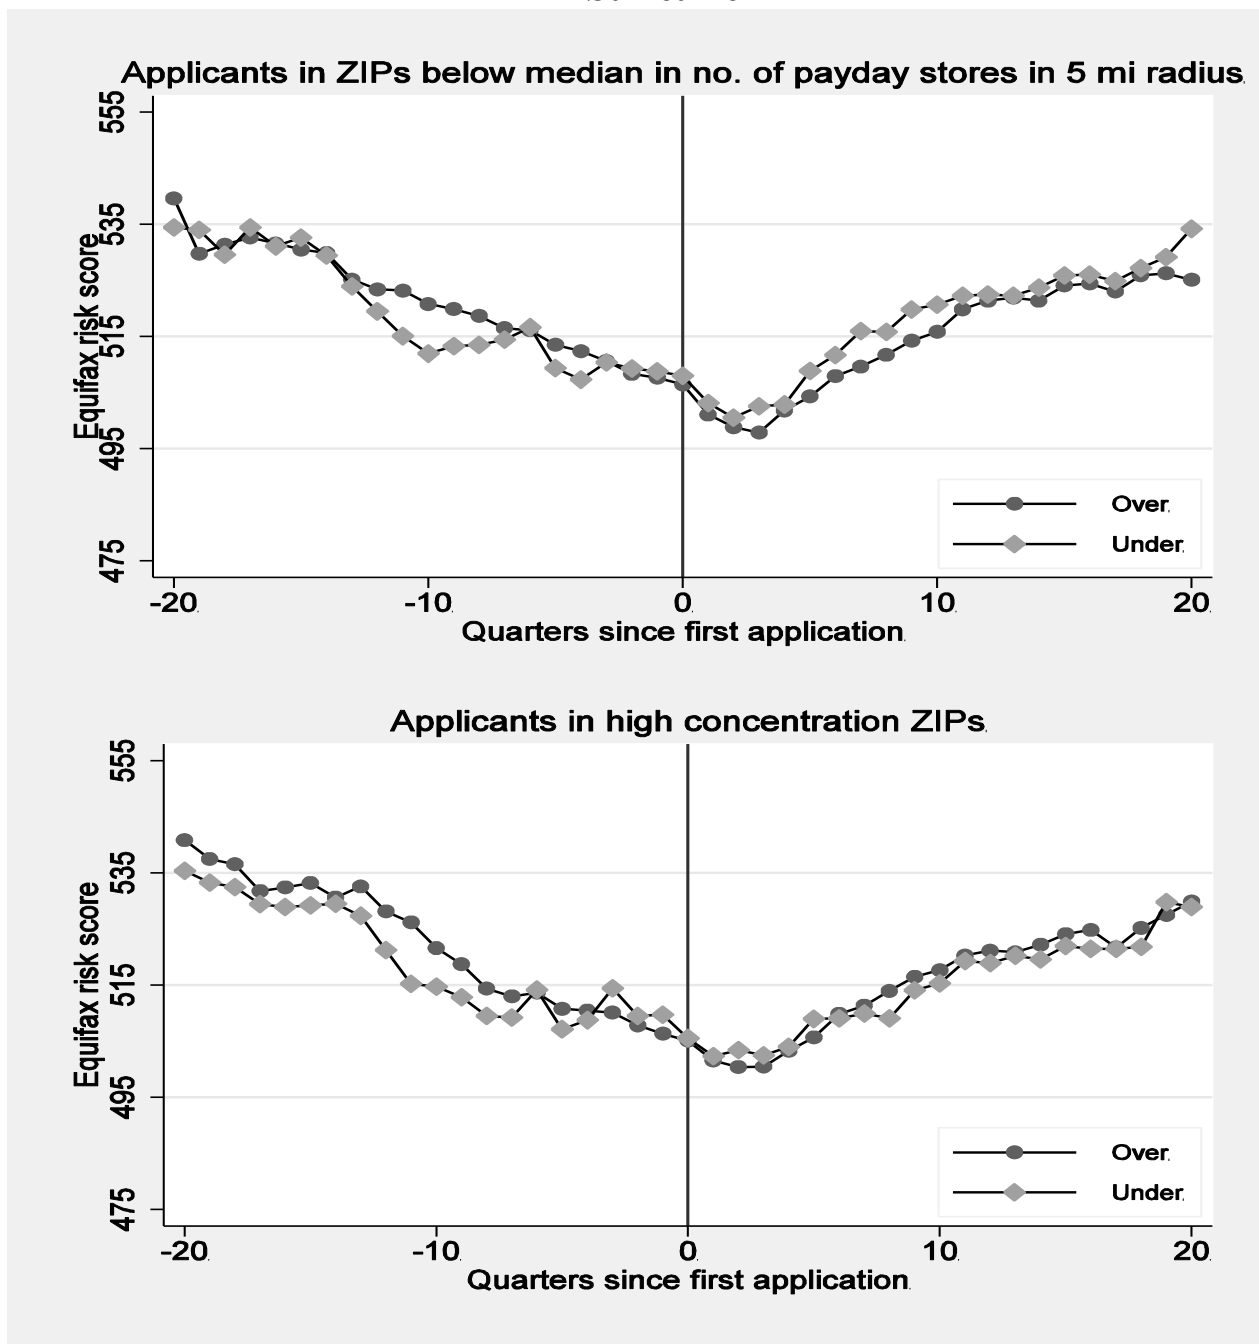 Applicants in ZIPs below median in no. of payday stores in 5 mi radius
555
535
515
495
475
Equifax risk score
Over
Under
-20 -10 0 10 20
Quarters since first application
Applicants in high concentration ZIPs
555
535
515
495
475
Equifax risk score
Over
Under
-20 -10 0 10 20
Quarters since first application